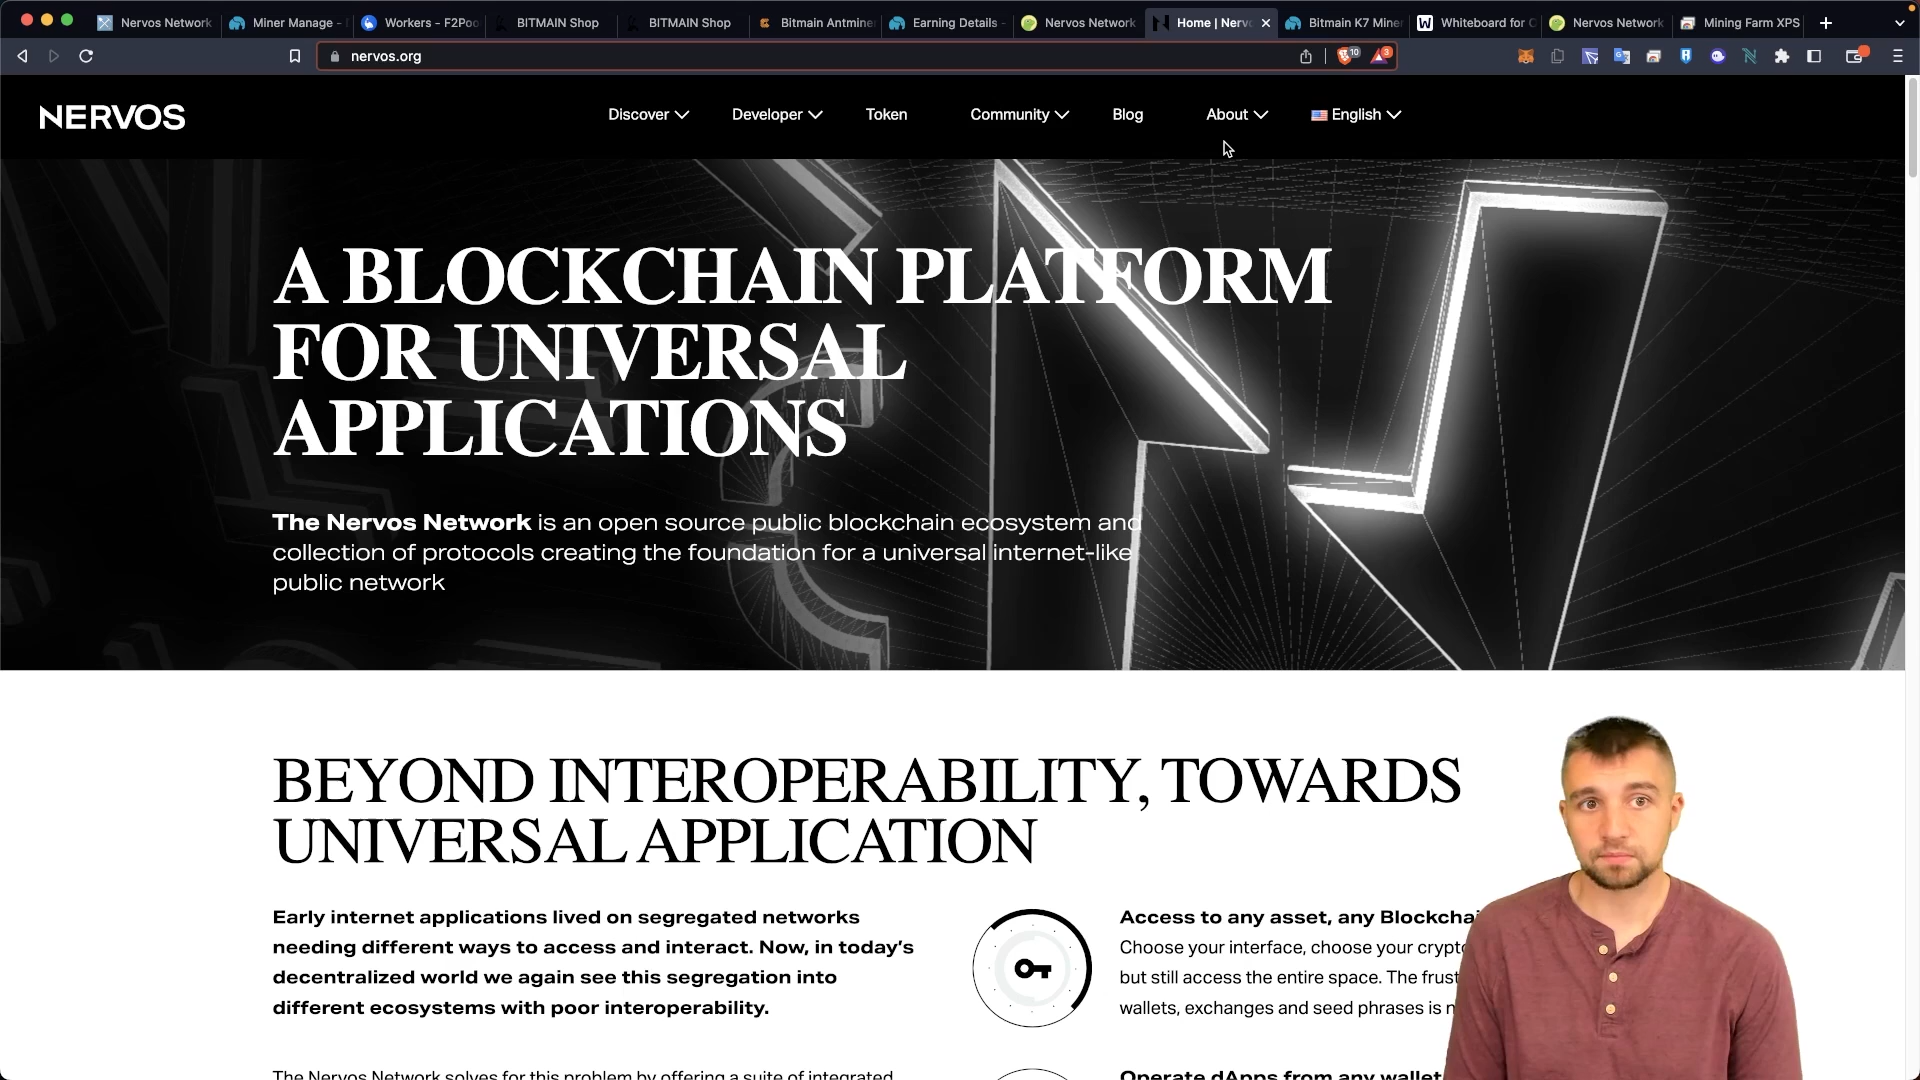 Nervos Network
Miner Manage -
Workers – F2Poo
BITMAIN Shop
BITMAIN Shop
Bitmain Antmine
Earning Details -
Nervos Network
Home | Nervo
Bitmain K7 Miner
Whiteboard for O
Nervos Network
Mining Farm XPS
nervos.org
10
3
NERVOS
Discover
Developer
Token
Community
Blog
About
English
A BLOCKCHAIN PLATFORM
FOR UNIVERSAL
APPLICATIONS
The Nervos Network is an open source public blockchain ecosystem and
collection of protocols creating the foundation for a universal internet-like
public network
BEYOND INTEROPERABILITY, TOWARDS
UNIVERSAL APPLICATION
Early internet applications lived on segregated networks
needing different ways to access and interact. Now, in today's
decentralized world we again see this segregation into
different ecosystems with poor interoperability.
The Nervos Network solves for this problem by offering a suite of integrated
Access to any asset, any Blockchai
Choose your interface, choose your crypto
but still access the entire space. The frust
wallets, exchanges and seed phrases is n
Operate dApps from any wallet